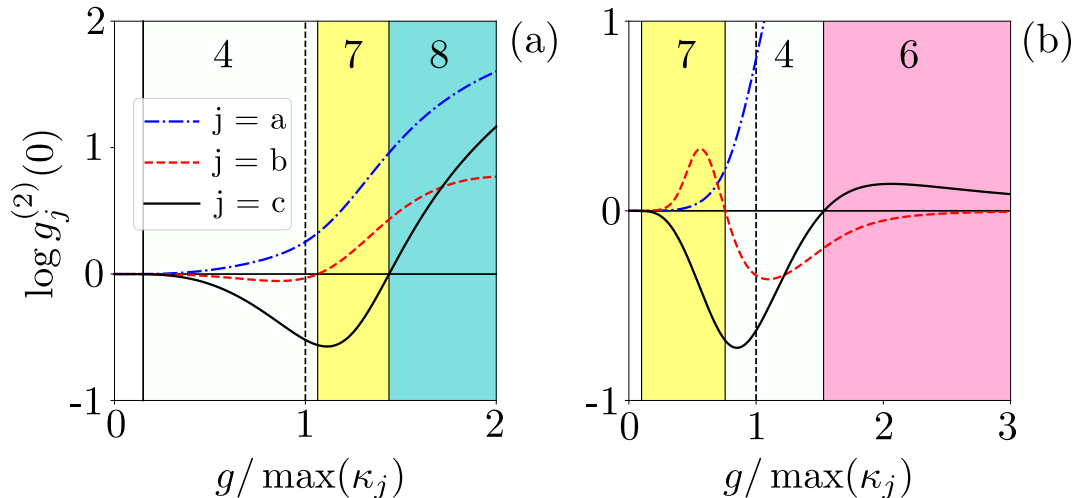 2
1
0
-1
log g_j^{(2)}(0)
4
7
8
(a)
j = a
j = b
j = c
0
1
2
g/ max(κ_j)
1
0
-1
7
4
6
(b)
0
1
2
3
g/ max(κ_j)